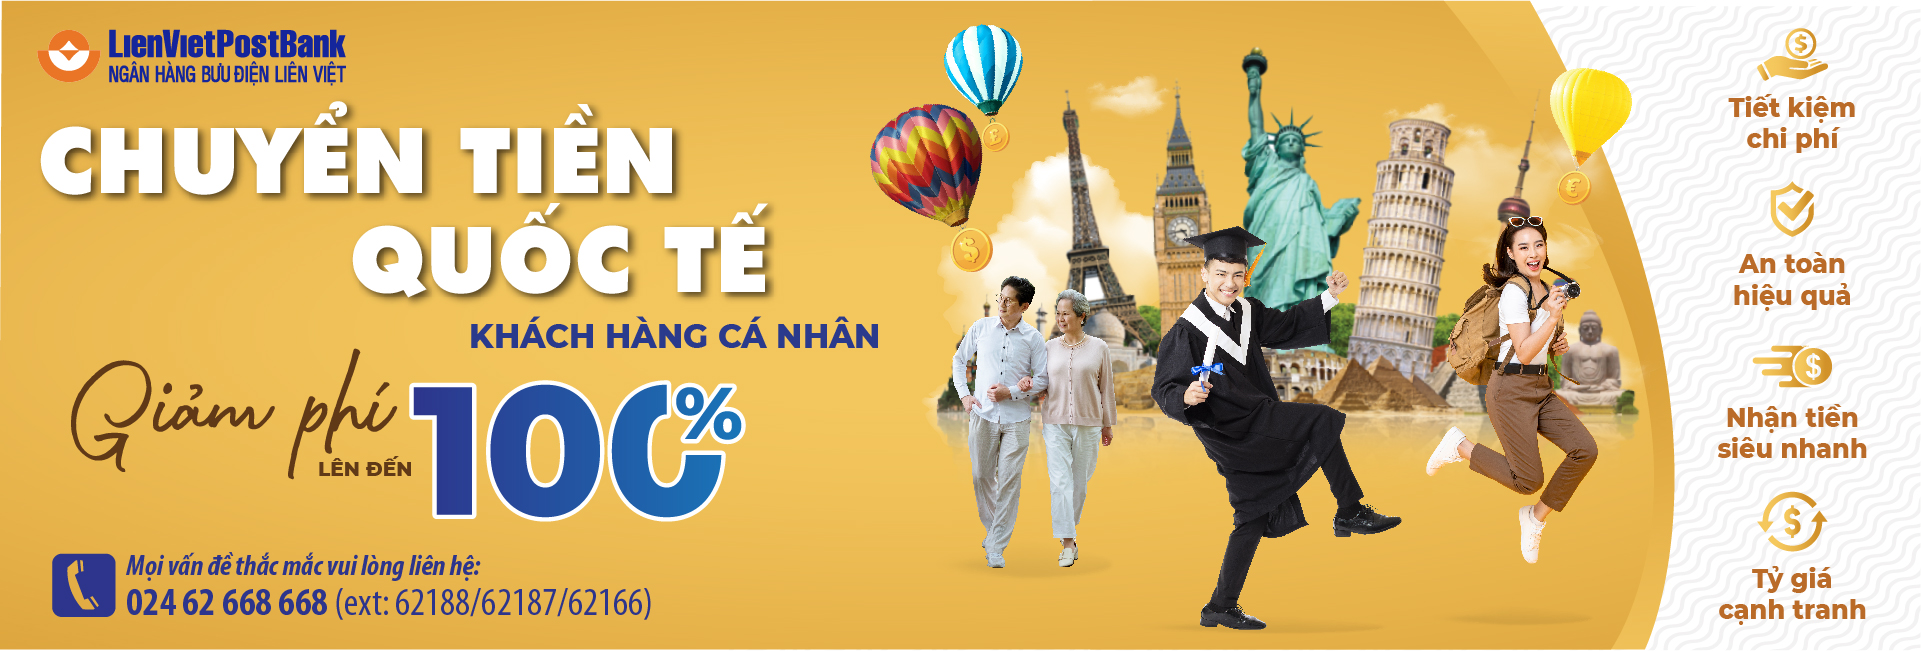 LienVietPostBank
NGÂN HÀNG BƯU ĐIỆN LIÊN VIỆT
CHUYỂN TIỀN
QUỐC TẾ
KHÁCH HÀNG CÁ NHÂN
Giảm phí
LÊN ĐẾN
100%
Mọi vấn đề thắc mắc vui lòng liên hệ:
024 62 668 668 (ext: 62188/62187/62166)
£
$
€
$
Tiết kiệm
chi phí
An toàn
hiệu quả
$
Nhận tiền
siêu nhanh
$
Tỷ giá
cạnh tranh